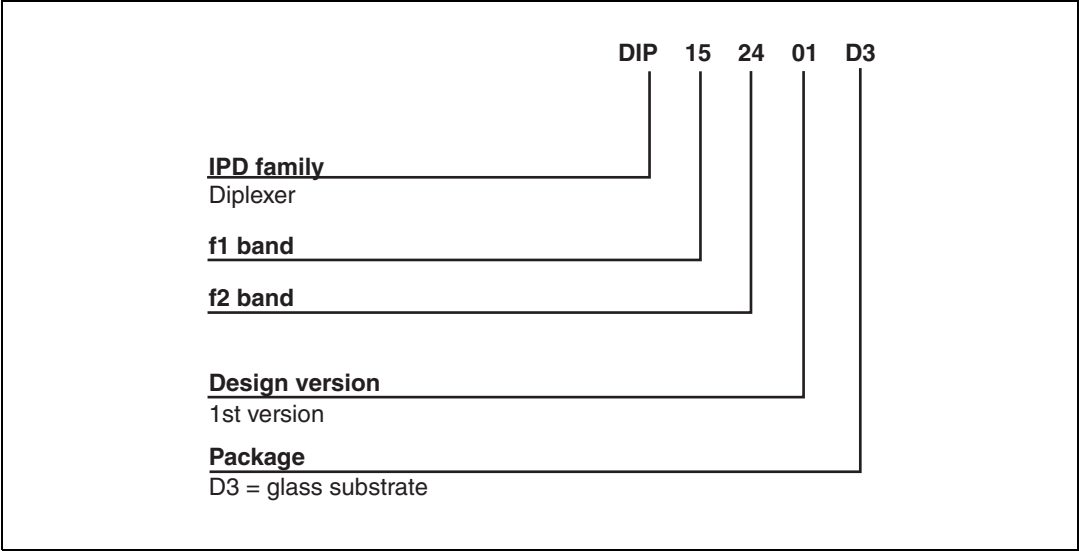 DIP 15 24 01 D3
IPD family
Diplexer
f1 band
f2 band
Design version
1st version
Package
D3 = glass substrate